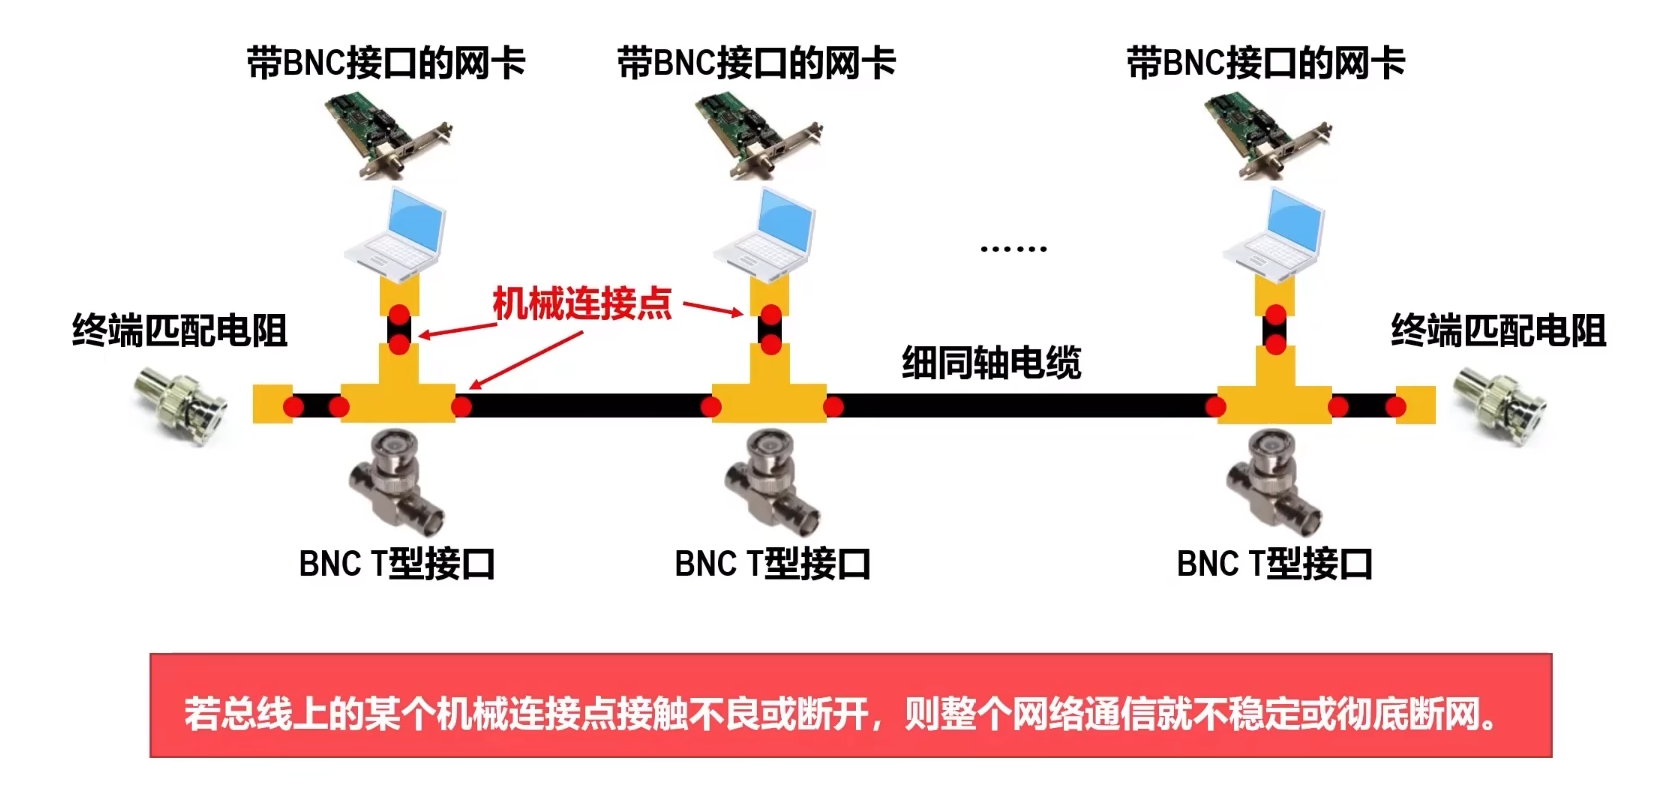 带BNC接口的网卡
带BNC接口的网卡
带BNC接口的网卡
……
机械连接点
终端匹配电阻
终端匹配电阻
细同轴电缆
BNC T型接口
BNC T型接口
BNC T型接口
若总线上的某个机械连接点接触不良或断开，则整个网络通信就不稳定或彻底断网。